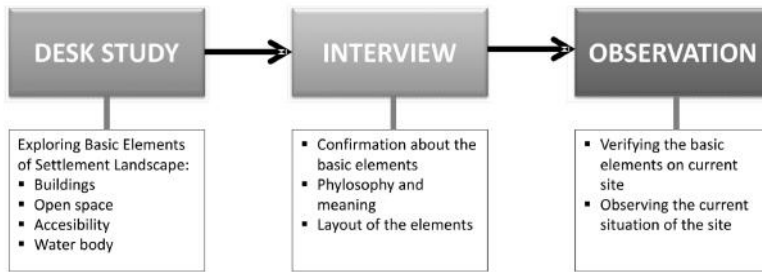 DESK STUDY
INTERVIEW
OBSERVATION
Exploring Basic Elements
of Settlement Landscape:
▪ Buildings
▪ Open space
▪ Accesibility
▪ Water body
▪ Confirmation about the
basic elements
▪ Phylosophy and
meaning
▪ Layout of the elements
▪ Verifying the basic
elements on current
site
▪ Observing the current
situation of the site